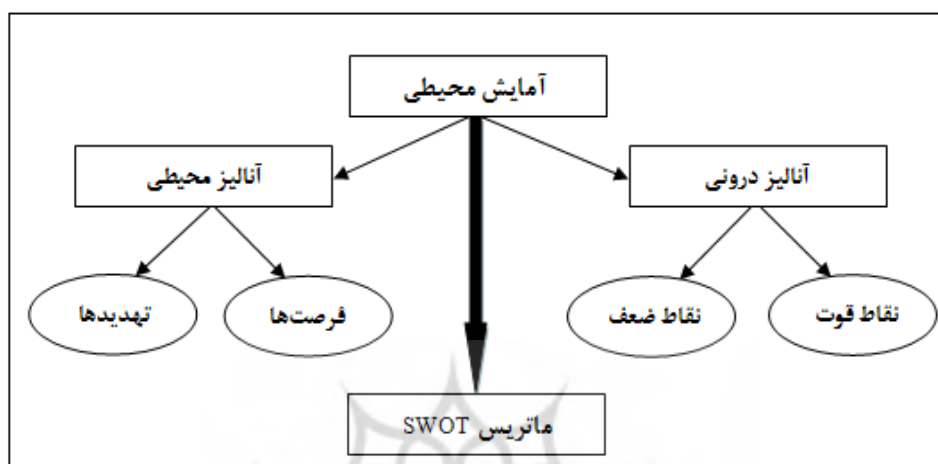 آمایش محیطی
آنالیز درونی
آنالیز محیطی
نقاط قوت
نقاط ضعف
فرصت‌ها
تهدیدها
ماتریس SWOT